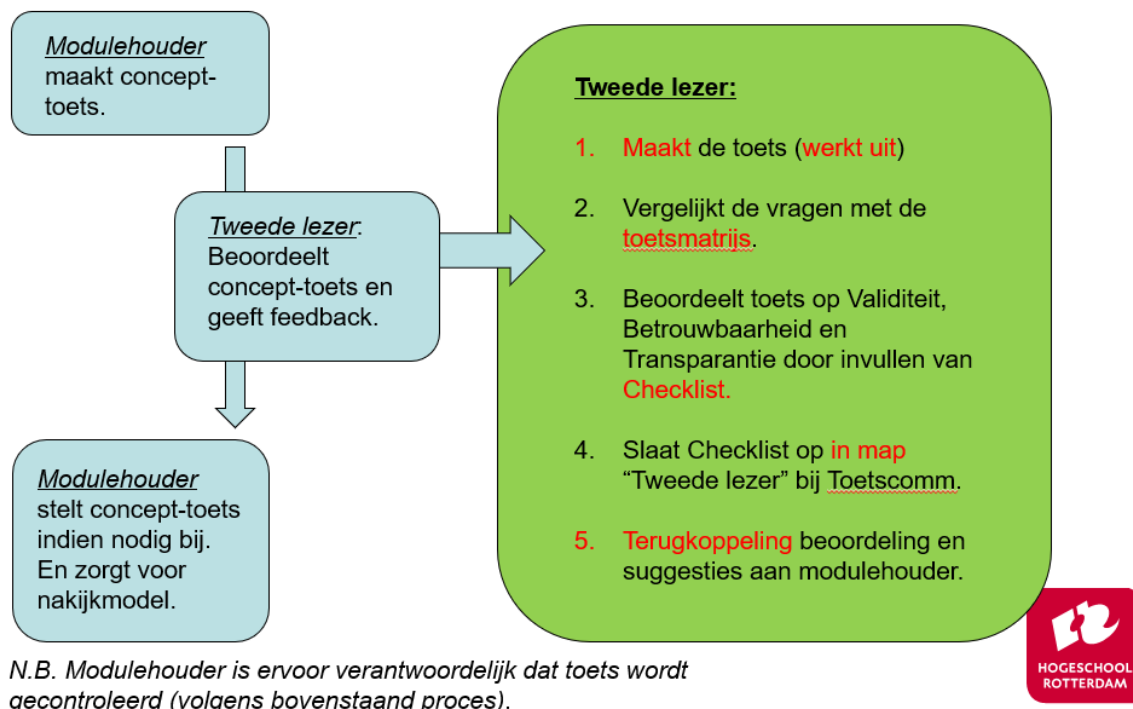 Modulehouder
maakt concept-
toets.
Tweede lezer:
Beoordeelt
concept-toets en
geeft feedback.
Modulehouder
stelt concept-toets
indien nodig bij.
En zorgt voor
nakijkmodel.
Tweede lezer:
1. Maakt de toets (werkt uit)
2. Vergelijkt de vragen met de
toetsmatrijs.
3. Beoordeelt toets op Validiteit,
Betrouwbaarheid en
Transparantie door invullen van
Checklist.
4. Slaat Checklist op in map
“Tweede lezer” bij Toetscomm.
5. Terugkoppeling beoordeling en
suggesties aan modulehouder.
N.B. Modulehouder is ervoor verantwoordelijk dat toets wordt
gecontroleerd (volgens bovenstaand proces).
HOGESCHOOL
ROTTERDAM